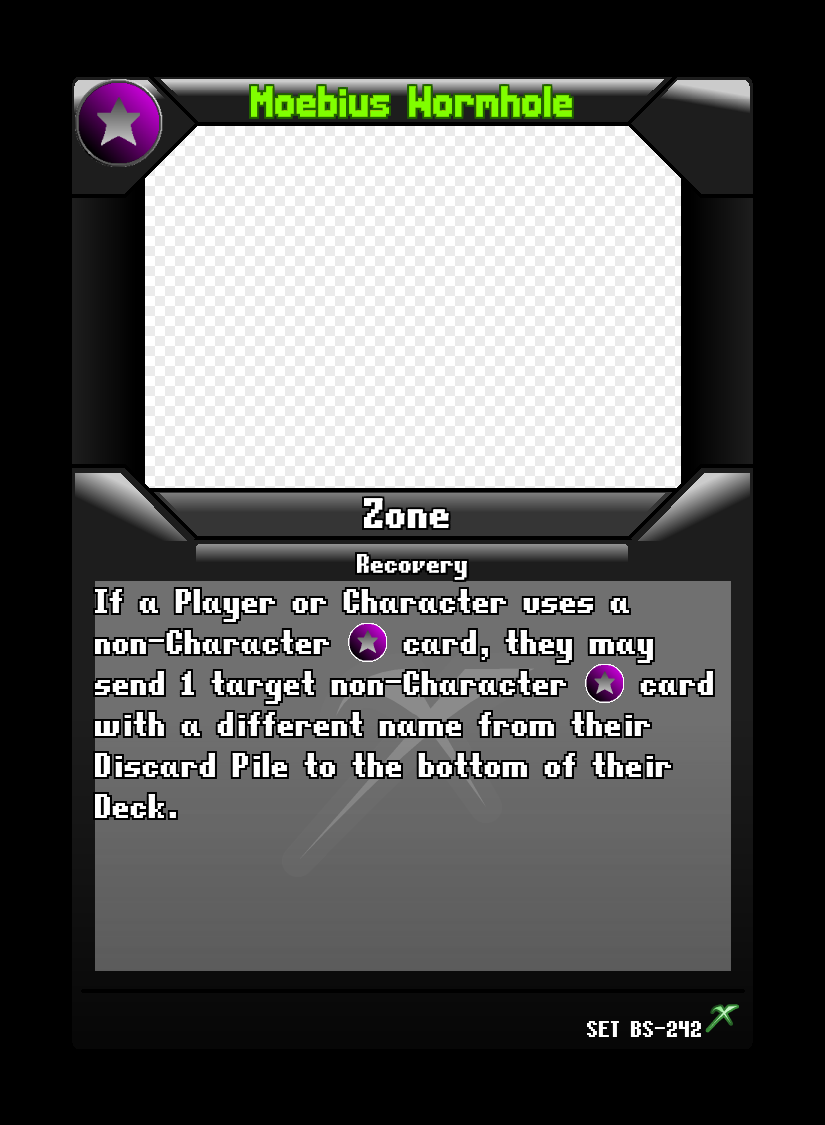 Moebius Wormhole
Zone
Recovery
If a Player or Character uses a
non-Character card, they may
send 1 target non-Character card
with a different name from their
Discard Pile to the bottom of their
Deck.
SET BS-242